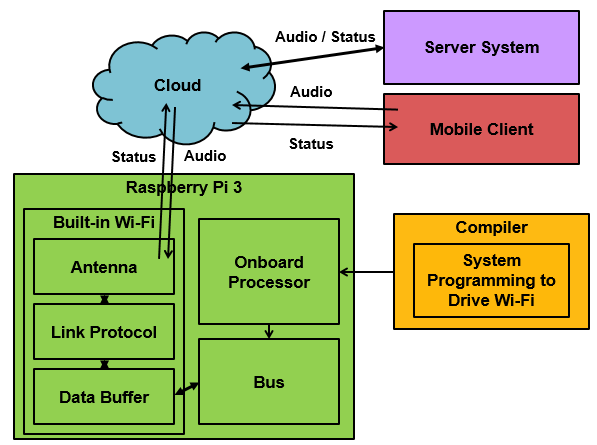 Audio / Status
Server System
Cloud
Audio
Mobile Client
Status
Status
Audio
Raspberry Pi 3
Built-in Wi-Fi
Antenna
Link Protocol
Data Buffer
Onboard
Processor
Bus
Compiler
System
Programming to
Drive Wi-Fi